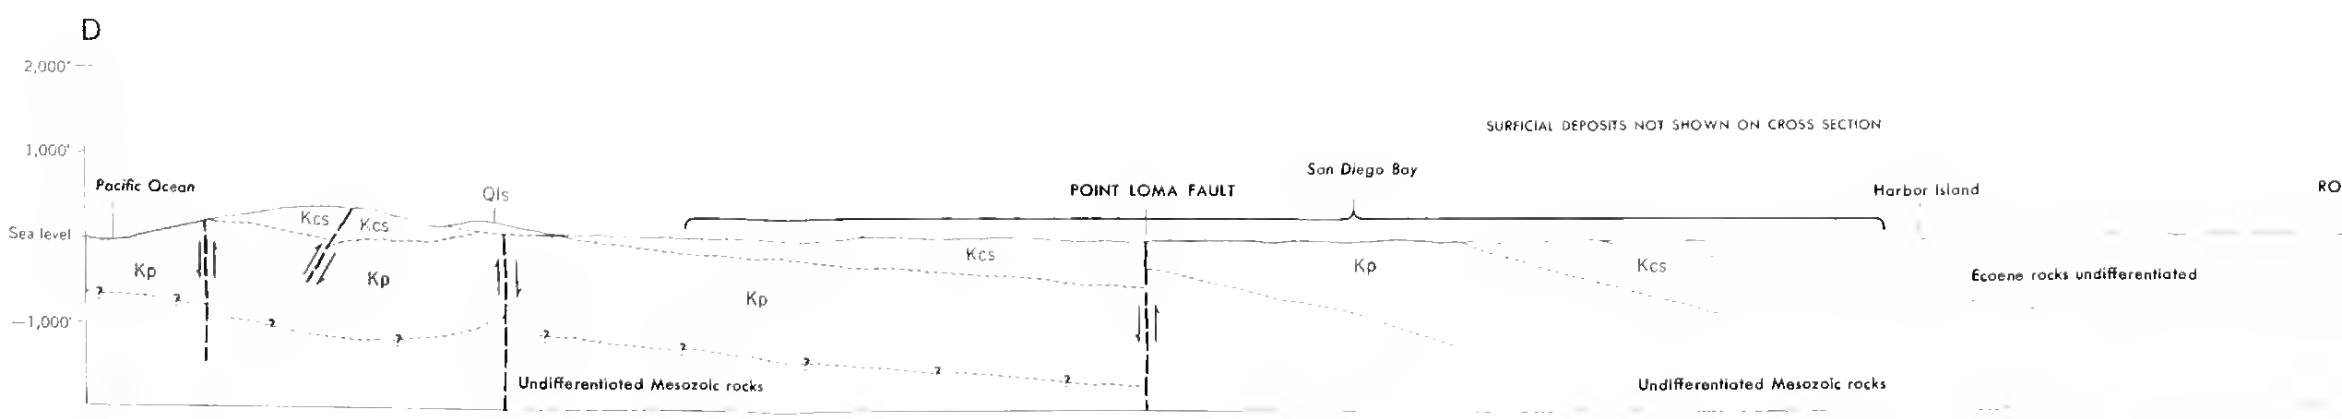 D
2,000'
SURFICIAL DEPOSITS NOT SHOWN ON CROSS SECTION
1,000'
San Diego Bay
Pacific Ocean
Qls
POINT LOMA FAULT
Harbor Island
RO
Kcs
Kcs
Sea level
Kcs
Kp
Kp
Kp
Kcs
Ecoene rocks undifferentiated
Kp
? ?
—1,000'
? ?
? ? ? ? ?
Undifferentiated Mesozoic rocks
Undifferentiated Mesozoic rocks